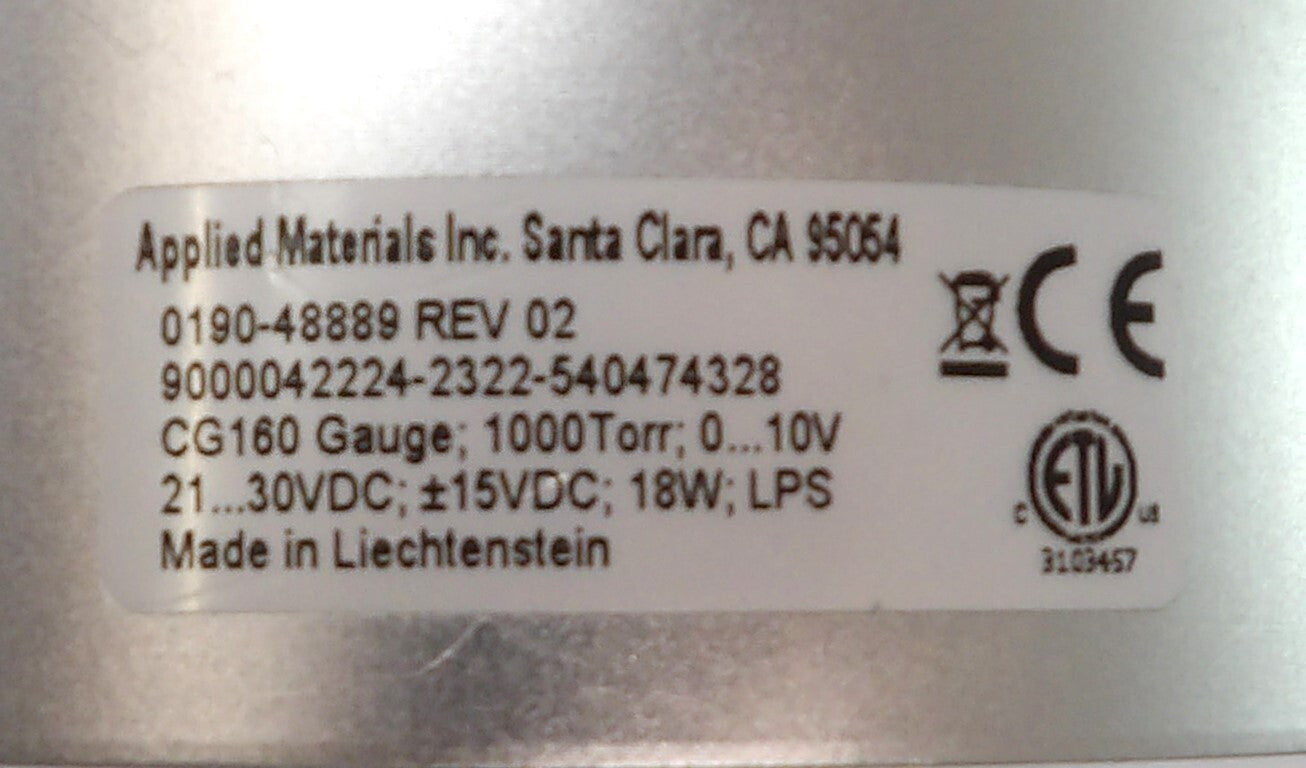 Applied Materials Inc. Santa Clara, CA 95054
0190-48889 REV 02
9000042224-2322-540474328
CG160 Gauge; 1000Torr; 0...10V
21...30VDC; ±15VDC; 18W; LPS
Made in Liechtenstein
CE
ETL
C US
3103457